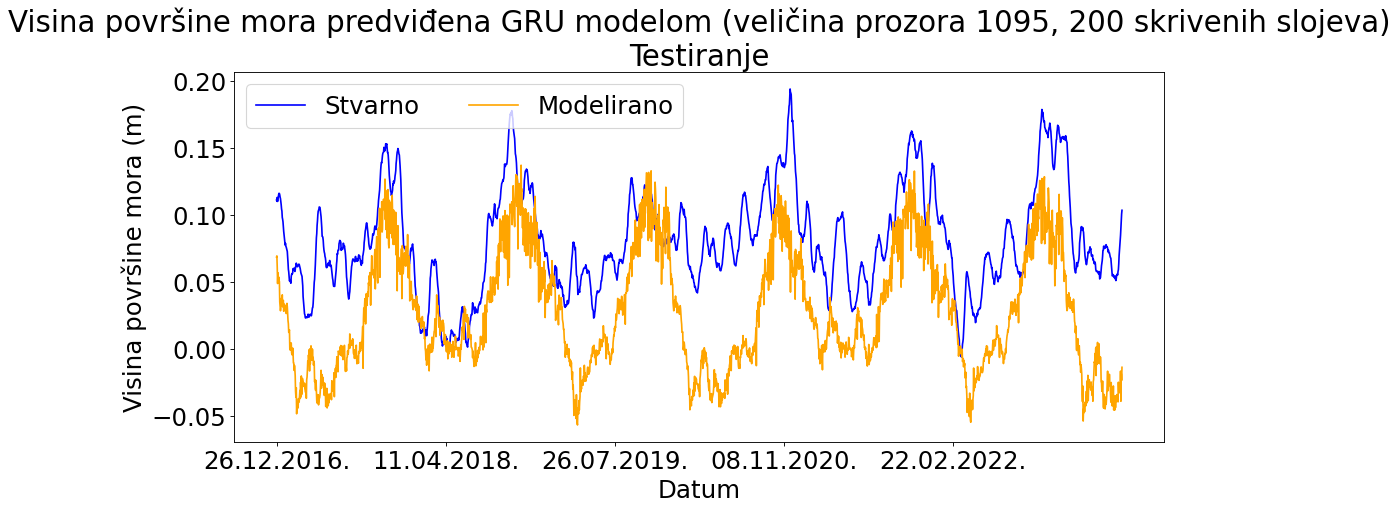 Visina površine mora predviđena GRU modelom (veličina prozora 1095, 200 skrivenih slojeva)
Testiranje
Stvarno Modelirano
Visina površine mora (m)
0.20
0.15
0.10
0.05
0.00
−0.05
26.12.2016. 11.04.2018. 26.07.2019. 08.11.2020. 22.02.2022.
Datum